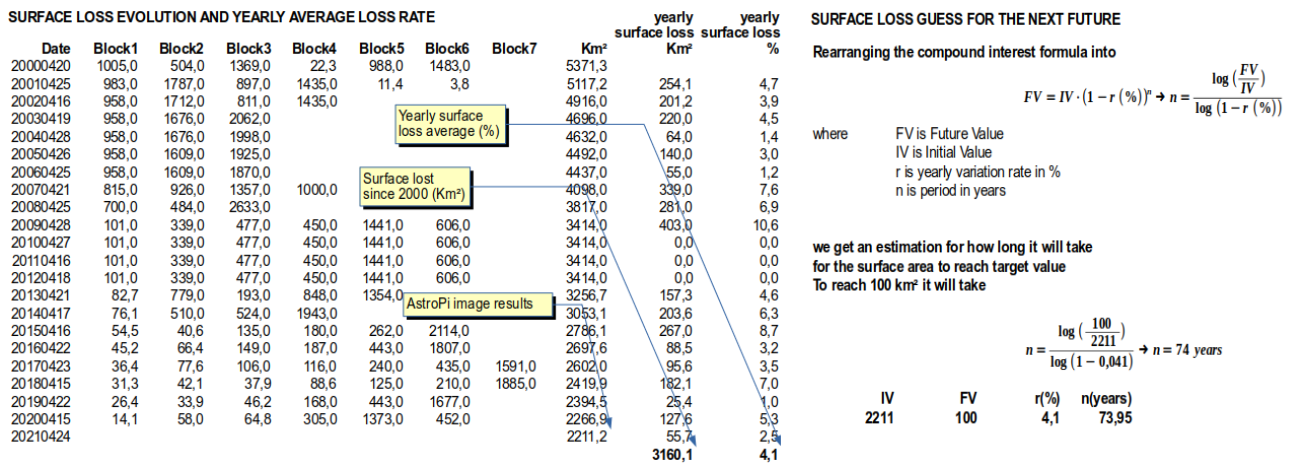 SURFACE LOSS EVOLUTION AND YEARLY AVERAGE LOSS RATE
yearly yearly
surface loss surface loss
Date Block1 Block2 Block3 Block4 Block5 Block6 Block7 Km² Km² %
20000420 1005,0 504,0 1369,0 22,3 988,0 1483,0 5371,3
20010425 983,0 1787,0 897,0 1435,0 11,4 3,8 5117,2 254,1 4,7
20020416 958,0 1712,0 811,0 1435,0 4916,0 201,2 3,9
20030419 958,0 1676,0 2062,0 4696,0 220,0 4,5
20040428 958,0 1676,0 1998,0 4632,0 64,0 1,4
20050426 958,0 1609,0 1925,0 4492,0 140,0 3,0
20060425 958,0 1609,0 1870,0 4437,0 55,0 1,2
20070421 815,0 926,0 1357,0 1000,0 4098,0 339,0 7,6
20080425 700,0 484,0 2633,0 3817,0 281,0 6,9
20090428 101,0 339,0 477,0 450,0 1441,0 606,0 3414,0 403,0 10,6
20100427 101,0 339,0 477,0 450,0 1441,0 606,0 3414,0 0,0 0,0
20110416 101,0 339,0 477,0 450,0 1441,0 606,0 3414,0 0,0 0,0
20120418 101,0 339,0 477,0 450,0 1441,0 606,0 3414,0 0,0 0,0
20130421 82,7 779,0 193,0 848,0 1354,0 3256,7 157,3 4,6
20140417 76,1 510,0 524,0 1943,0 3053,1 203,6 6,3
20150416 54,5 40,6 135,0 180,0 262,0 2114,0 2786,1 267,0 8,7
20160422 45,2 66,4 149,0 187,0 443,0 1807,0 2697,6 88,5 3,2
20170423 36,4 77,6 106,0 116,0 240,0 435,0 1591,0 2602,0 95,6 3,5
20180415 31,3 42,1 37,9 88,6 125,0 210,0 1885,0 2419,9 182,1 7,0
20190422 26,4 33,9 46,2 168,0 443,0 1677,0 2394,5 25,4 1,0
20200415 14,1 58,0 64,8 305,0 1373,0 452,0 2266,9 127,6 5,3
20210424 2211,2 55,7 2,5
3160,1 4,1
Yearly surface
loss average (%)
Surface lost
since 2000 (Km²)
AstroPi image results
SURFACE LOSS GUESS FOR THE NEXT FUTURE
Rearranging the compound interest formula into
FV = IV · (1 − r (%))ⁿ → n = log (FV/IV) / log (1 − r (%))
where FV is Future Value
IV is Initial Value
r is yearly variation rate in %
n is period in years
we get an estimation for how long it will take
for the surface area to reach target value
To reach 100 km² it will take
n = log (100/2211) / log (1 − 0,041) → n = 74 years
IV FV r(%) n(years)
2211 100 4,1 73,95